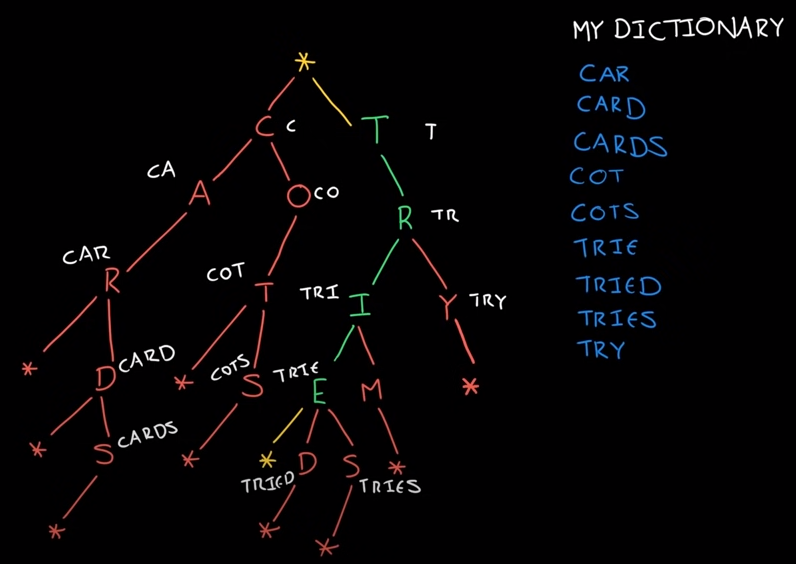 MY DICTIONARY
CAR
CARD
CARDS
COT
COTS
TRIE
TRIED
TRIES
TRY
*
C C
T T
CA
A
O CO
R TR
CAR
R
COT
T
TRI
I
Y TRY
*
D CARD
*
COTS
S
TRIE
E
M
*
*
S CARDS
*
*
D
S
*
TRIED
TRIES
*
*
*